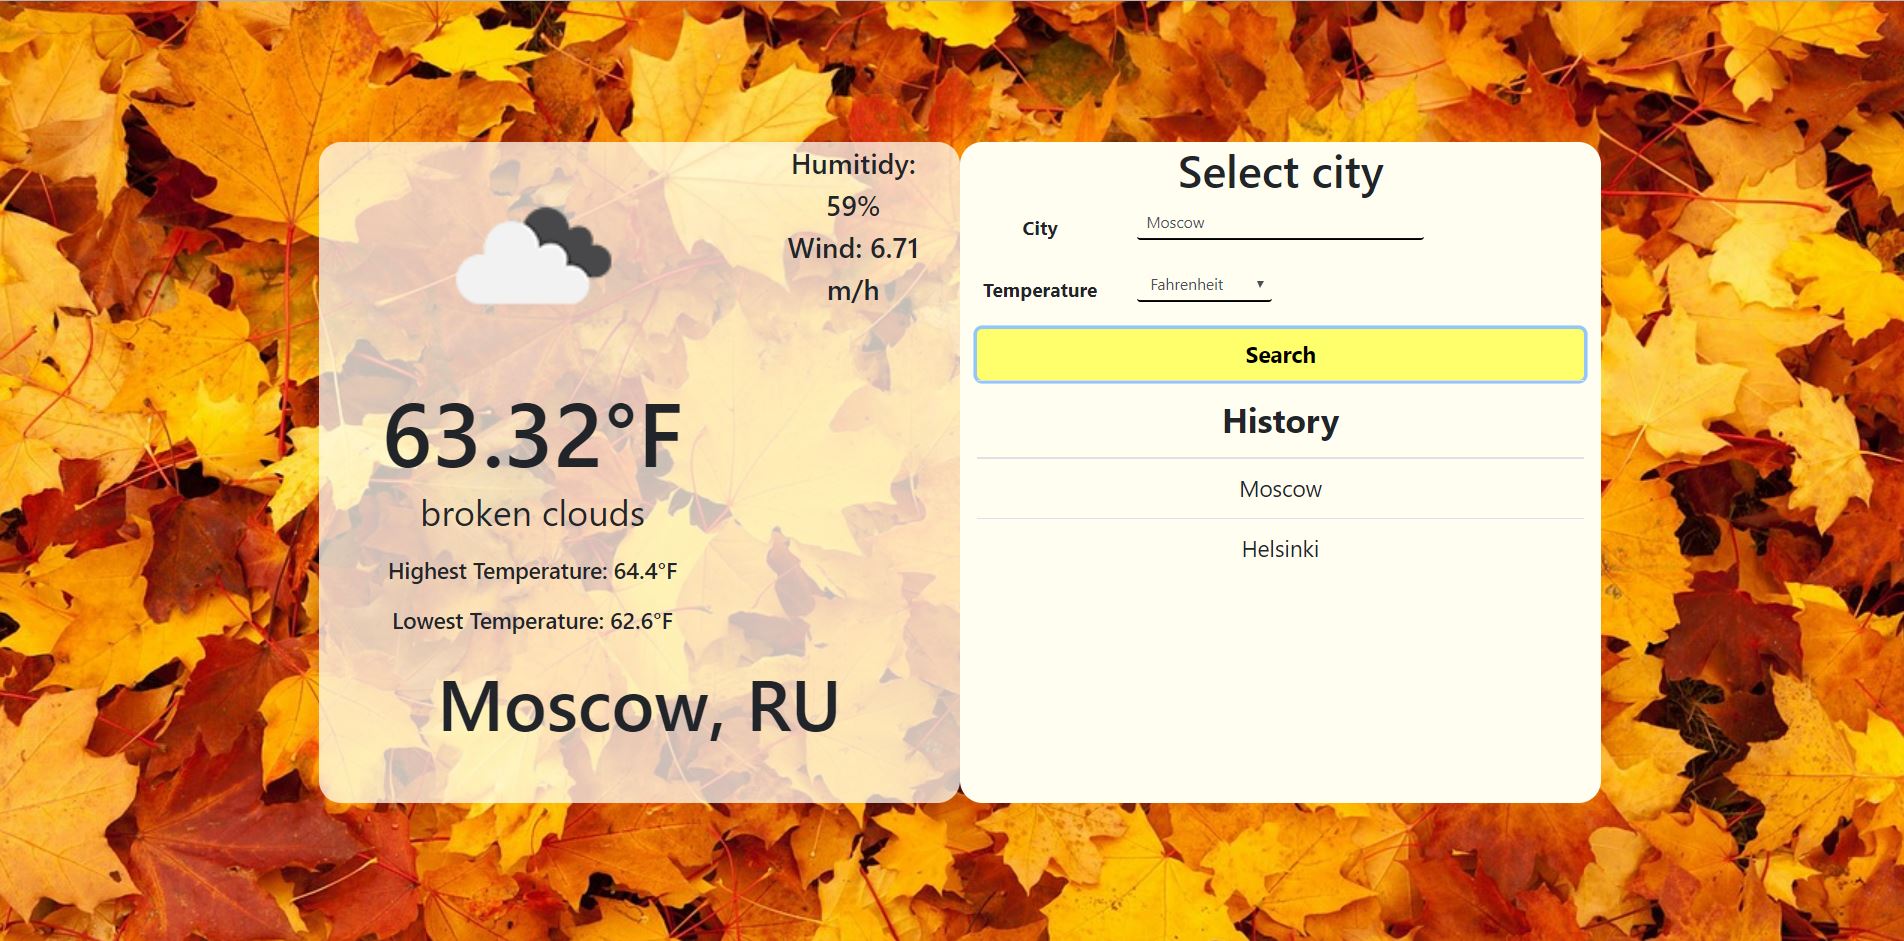 Humitidy:
59%
Wind: 6.71
m/h
63.32°F
broken clouds
Highest Temperature: 64.4°F
Lowest Temperature: 62.6°F
Moscow, RU
Select city
City Moscow
Temperature Fahrenheit
Search
History
Moscow
Helsinki